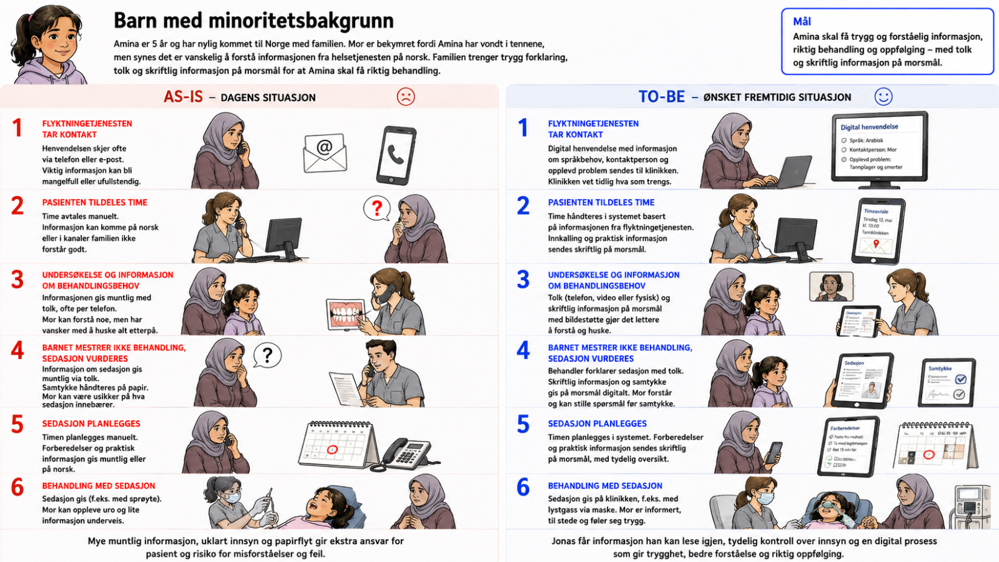 Barn med minoritetsbakgrunn
Amina er 5 år og har nylig kommet til Norge med familien. Mor er bekymret fordi Amina har vondt i tennene,
men synes det er vanskelig å forstå informasjonen fra helsetjenesten på norsk. Familien trenger trygg forklaring,
tolk og skriftlig informasjon på morsmål for at Amina skal få riktig behandling.
Mål
Amina skal få trygg og forståelig informasjon,
riktig behandling og oppfølging – med tolk
og skriftlig informasjon på morsmål.
AS-IS – DAGENS SITUASJON
1
FLYKTNINGETJENESTEN
TAR KONTAKT
Henvendelsen skjer ofte
via telefon eller e-post.
Viktig informasjon kan bli
mangelfull eller ufullstendig.
@
2
PASIENTEN TILDELES TIME
Time avtales manuelt.
Informasjon kan komme på norsk
eller i kanaler familien ikke
forstår godt.
?
3
UNDERSØKELSE OG INFORMASJON
OM BEHANDLINGSBEHOV
Informasjonen gis muntlig med
tolk, ofte per telefon.
Mor kan forstå noe, men har
vansker med å huske alt etterpå.
4
BARNET MESTRER IKKE BEHANDLING,
SEDASJON VURDERES
Informasjon om sedasjon gis
muntlig via tolk.
Samtykke håndteres på papir.
Mor kan være usikker på hva
sedasjon innebærer.
?
5
SEDASJON PLANLEGGES
Timen planlegges manuelt.
Forberedelser og praktisk
informasjon gis muntlig eller
på norsk.
6
BEHANDLING MED SEDASJON
Sedasjon gis (f.eks. med sprøyte).
Mor kan oppleve uro og lite
informasjon underveis.
Mye muntlig informasjon, uklart innsyn og papirflyt gir ekstra ansvar for
pasient og risiko for misforståelser og feil.
TO-BE – ØNSKET FREMTIDIG SITUASJON
1
FLYKTNINGETJENESTEN
TAR KONTAKT
Digital henvendelse med informasjon
om språkbehov, kontaktperson og
opplevd problem sendes til klinikken.
Klinikken vet tidlig hva som trengs.
Digital henvendelse
Språk: Arabisk
Kontaktperson: Mor
Opplevd problem:
Tannplager og smerter
2
PASIENTEN TILDELES TIME
Time håndteres i systemet basert
på informasjonen fra flyktningetjenesten.
Innkalling og praktisk informasjon
sendes skriftlig på morsmål.
Timeavtale
Tirsdag 12. mai
kl. 10:00
Tannklinikken
3
UNDERSØKELSE OG INFORMASJON
OM BEHANDLINGSBEHOV
Tolk (telefon, video eller fysisk) og
skriftlig informasjon på morsmål
med bildestøtte gjør det lettere
å forstå og huske.
4
BARNET MESTRER IKKE BEHANDLING,
SEDASJON VURDERES
Behandler forklarer sedasjon med tolk.
Skriftlig informasjon og samtykke
gis på morsmål digitalt. Mor forstår
og kan stille spørsmål før samtykke.
Sedasjon
Samtykke
5
SEDASJON PLANLEGGES
Timen planlegges i systemet. Forberedelser
og praktisk informasjon sendes skriftlig
på morsmål, med tydelig oversikt.
Forberedelser
6
BEHANDLING MED SEDASJON
Sedasjon gis på klinikken, f.eks. med
lystgass via maske. Mor er informert,
til stede og føler seg trygg.
Jonas får informasjon han kan lese igjen, tydelig kontroll over innsyn og en digital prosess
som gir trygghet, bedre forståelse og riktig oppfølging.